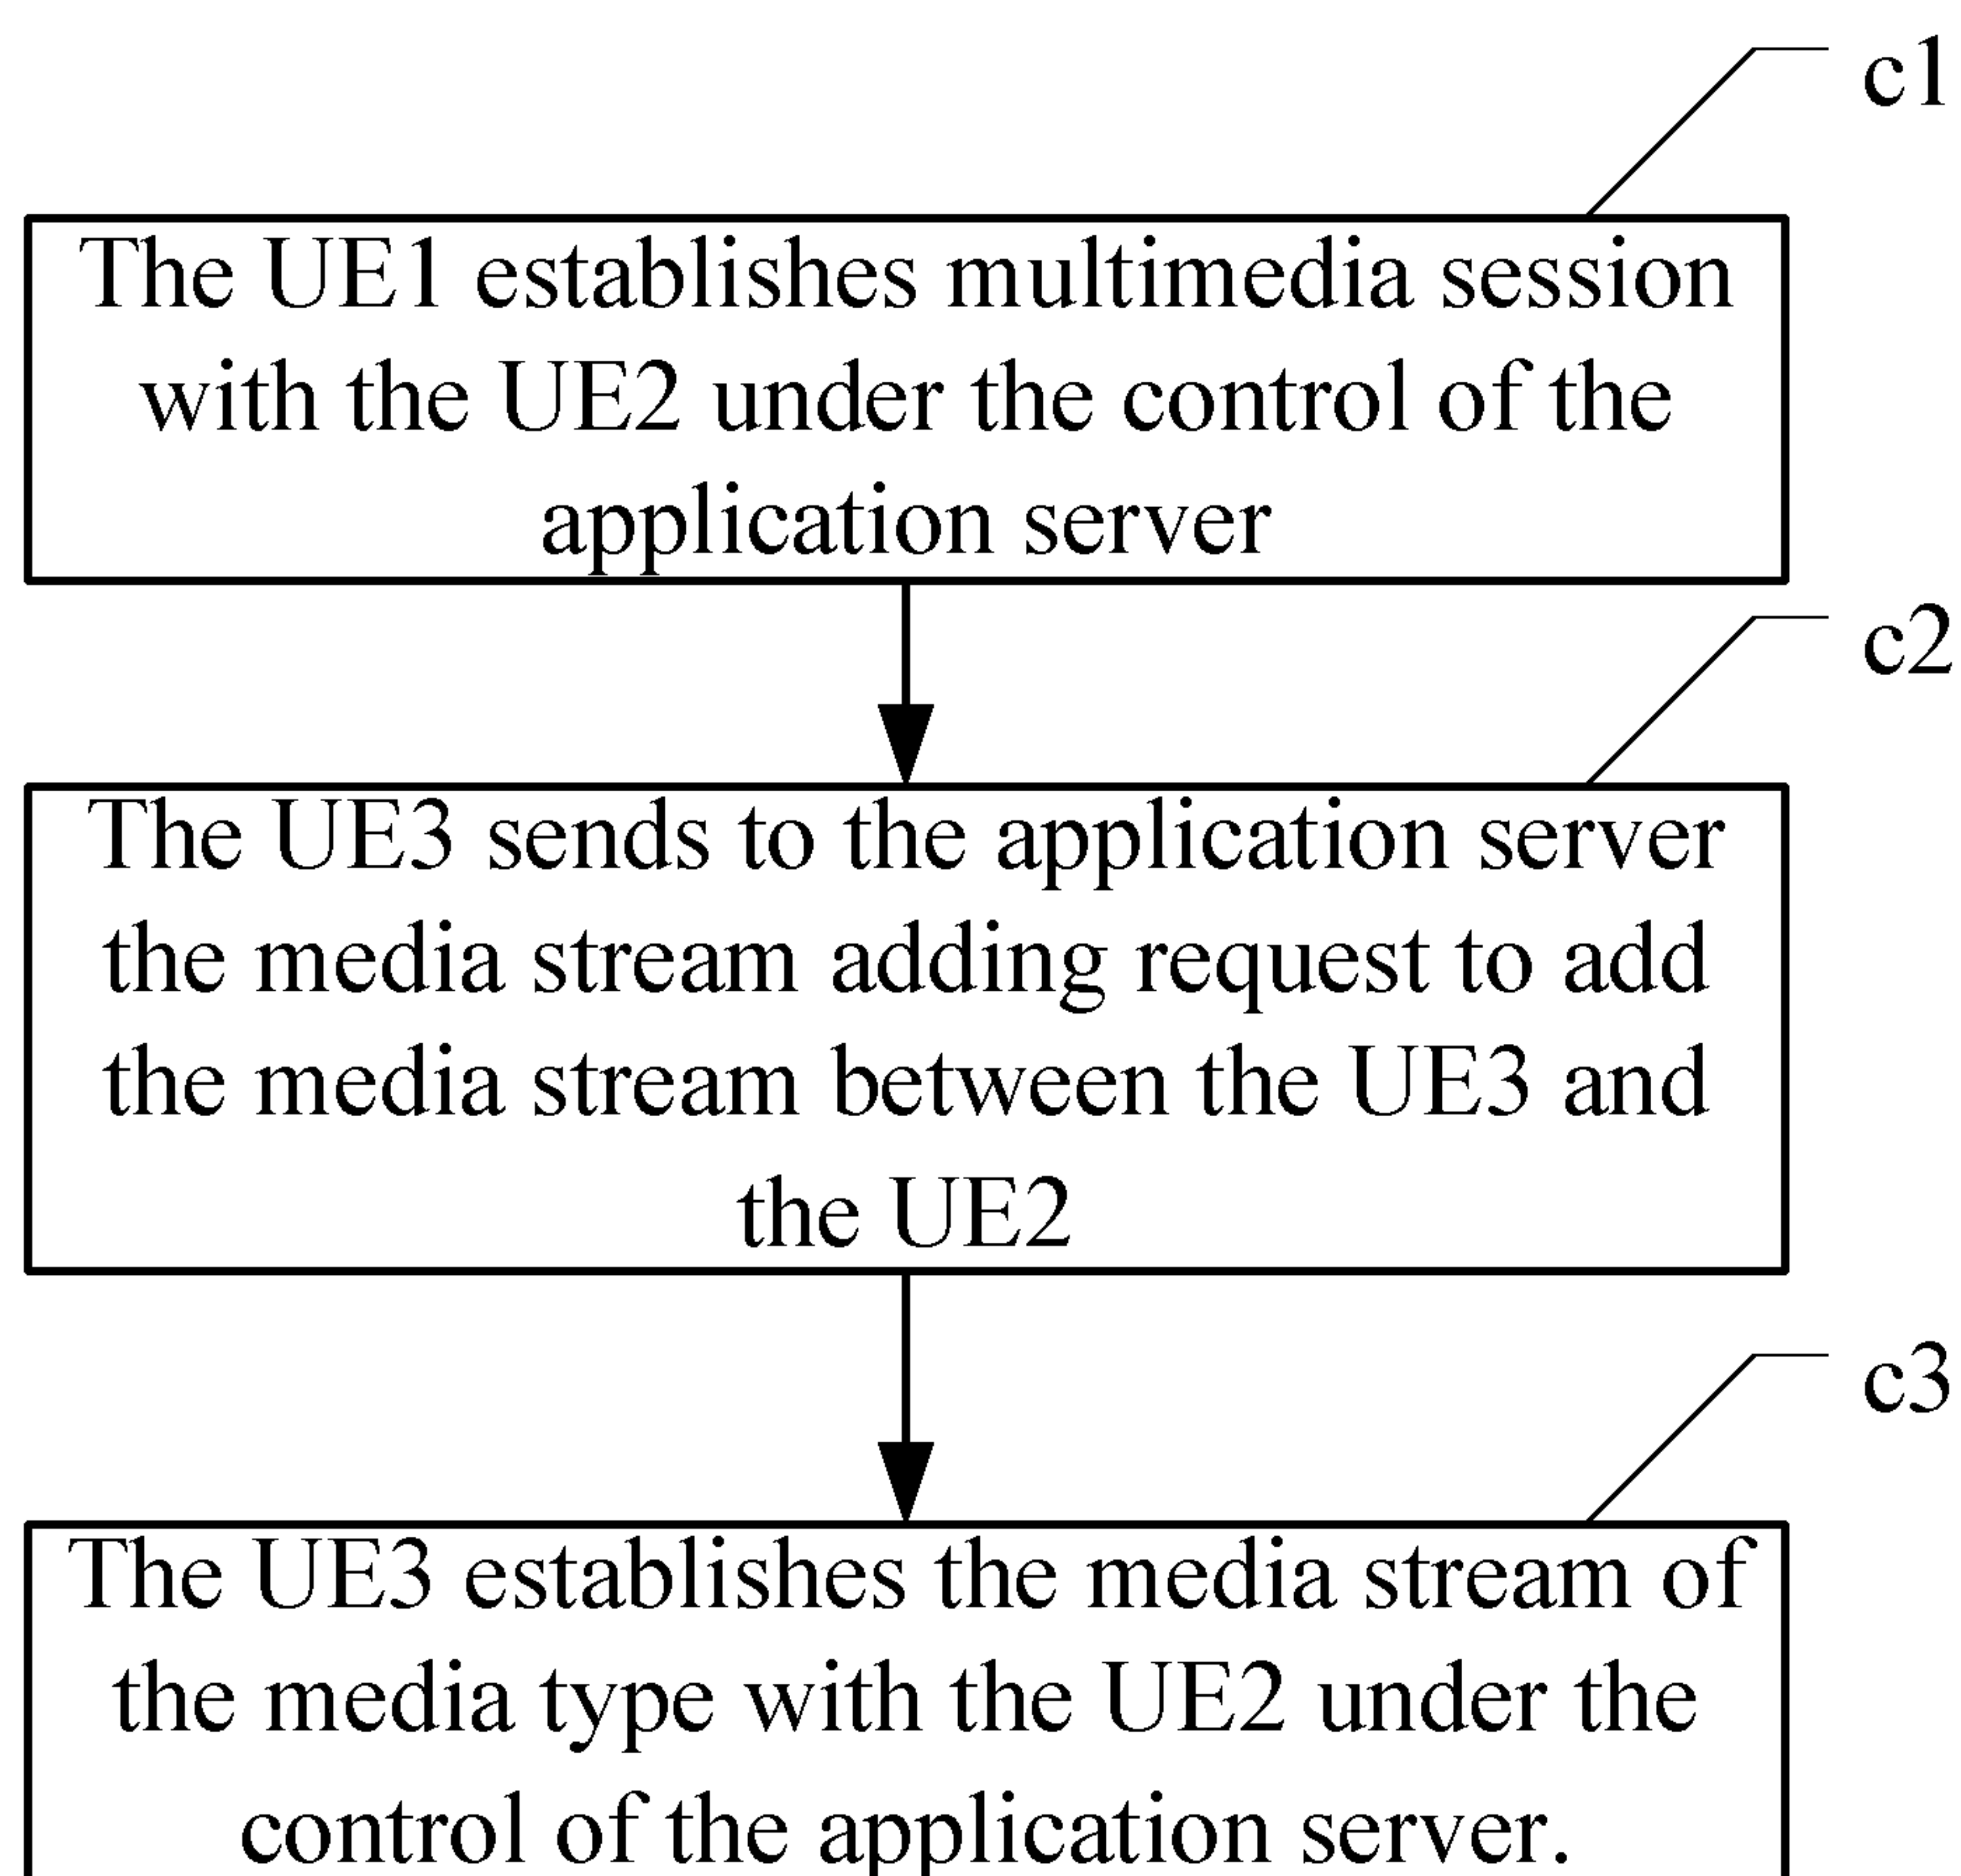 c1
The UE1 establishes multimedia session
with the UE2 under the control of the
application server
c2
The UE3 sends to the application server
the media stream adding request to add
the media stream between the UE3 and
the UE2
c3
The UE3 establishes the media stream of
the media type with the UE2 under the
control of the application server.